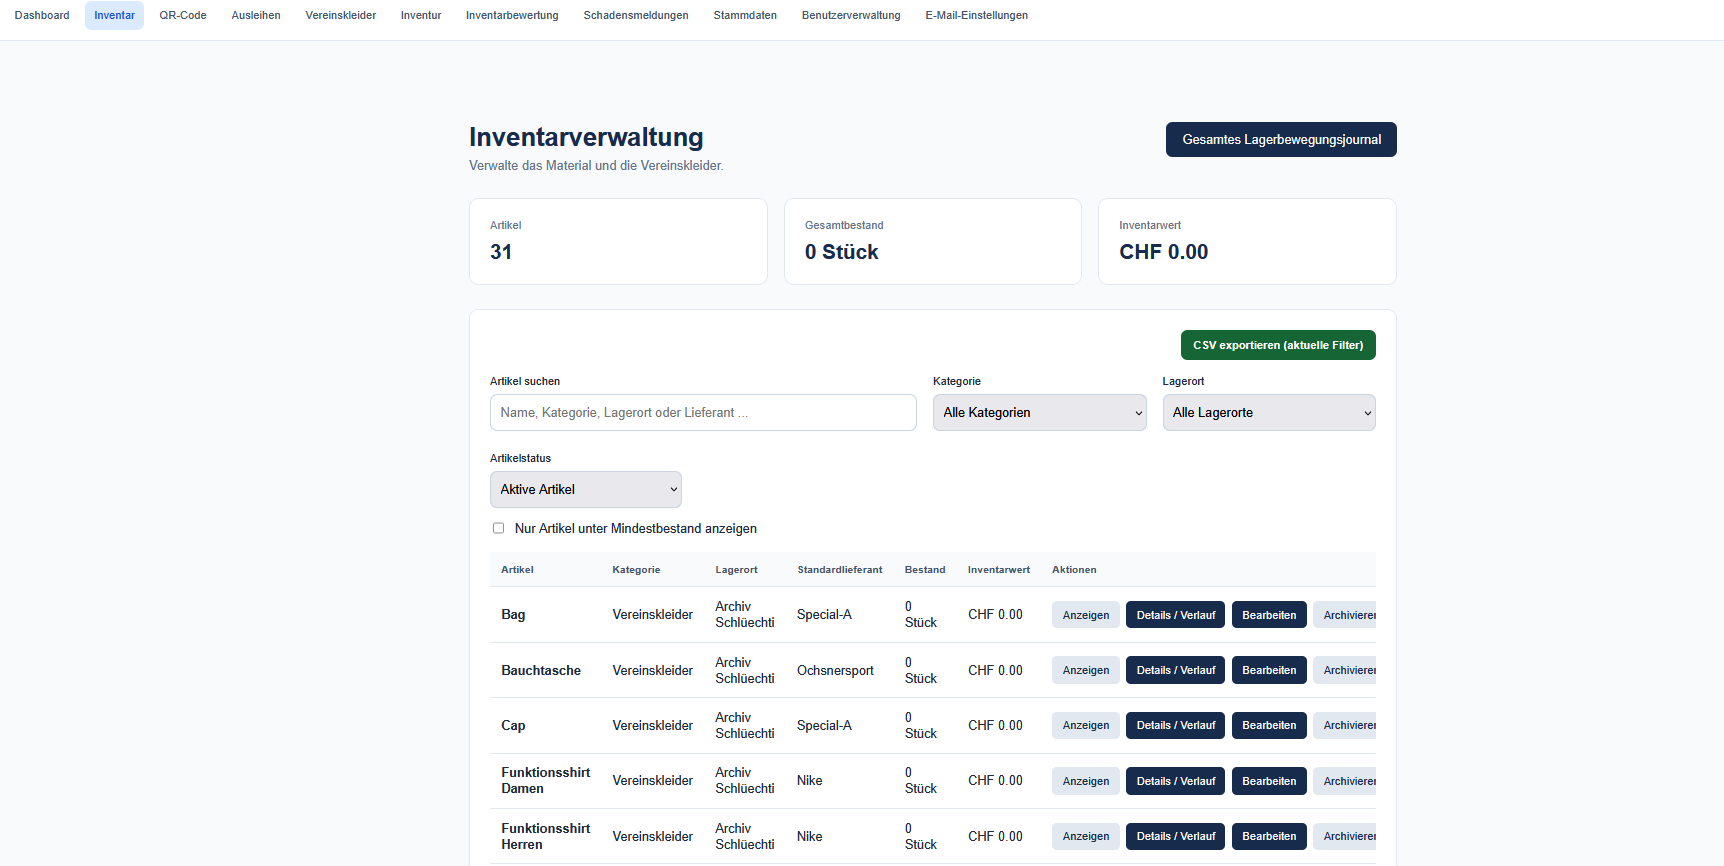 Dashboard Inventar QR-Code Ausleihen Vereinskleider Inventur Inventarbewertung Schadensmeldungen Stammdaten Benutzerverwaltung E-Mail-Einstellungen
Inventarverwaltung
Gesamtes Lagerbewegungsjournal
Verwalte das Material und die Vereinskleider.
Artikel
31
Gesamtbestand
0 Stück
Inventarwert
CHF 0.00
CSV exportieren (aktuelle Filter)
Artikel suchen
Name, Kategorie, Lagerort oder Lieferant ...
Kategorie
Alle Kategorien
Lagerort
Alle Lagerorte
Artikelstatus
Aktive Artikel
Nur Artikel unter Mindestbestand anzeigen
Artikel Kategorie Lagerort Standardlieferant Bestand Inventarwert Aktionen
Bag Vereinskleider Archiv Schlüechti Special-A 0 Stück CHF 0.00 Anzeigen Details / Verlauf Bearbeiten Archivieren
Bauchtasche Vereinskleider Archiv Schlüechti Ochsnersport 0 Stück CHF 0.00 Anzeigen Details / Verlauf Bearbeiten Archivieren
Cap Vereinskleider Archiv Schlüechti Special-A 0 Stück CHF 0.00 Anzeigen Details / Verlauf Bearbeiten Archivieren
Funktionsshirt Damen Vereinskleider Archiv Schlüechti Nike 0 Stück CHF 0.00 Anzeigen Details / Verlauf Bearbeiten Archivieren
Funktionsshirt Herren Vereinskleider Archiv Schlüechti Nike 0 Stück CHF 0.00 Anzeigen Details / Verlauf Bearbeiten Archivieren